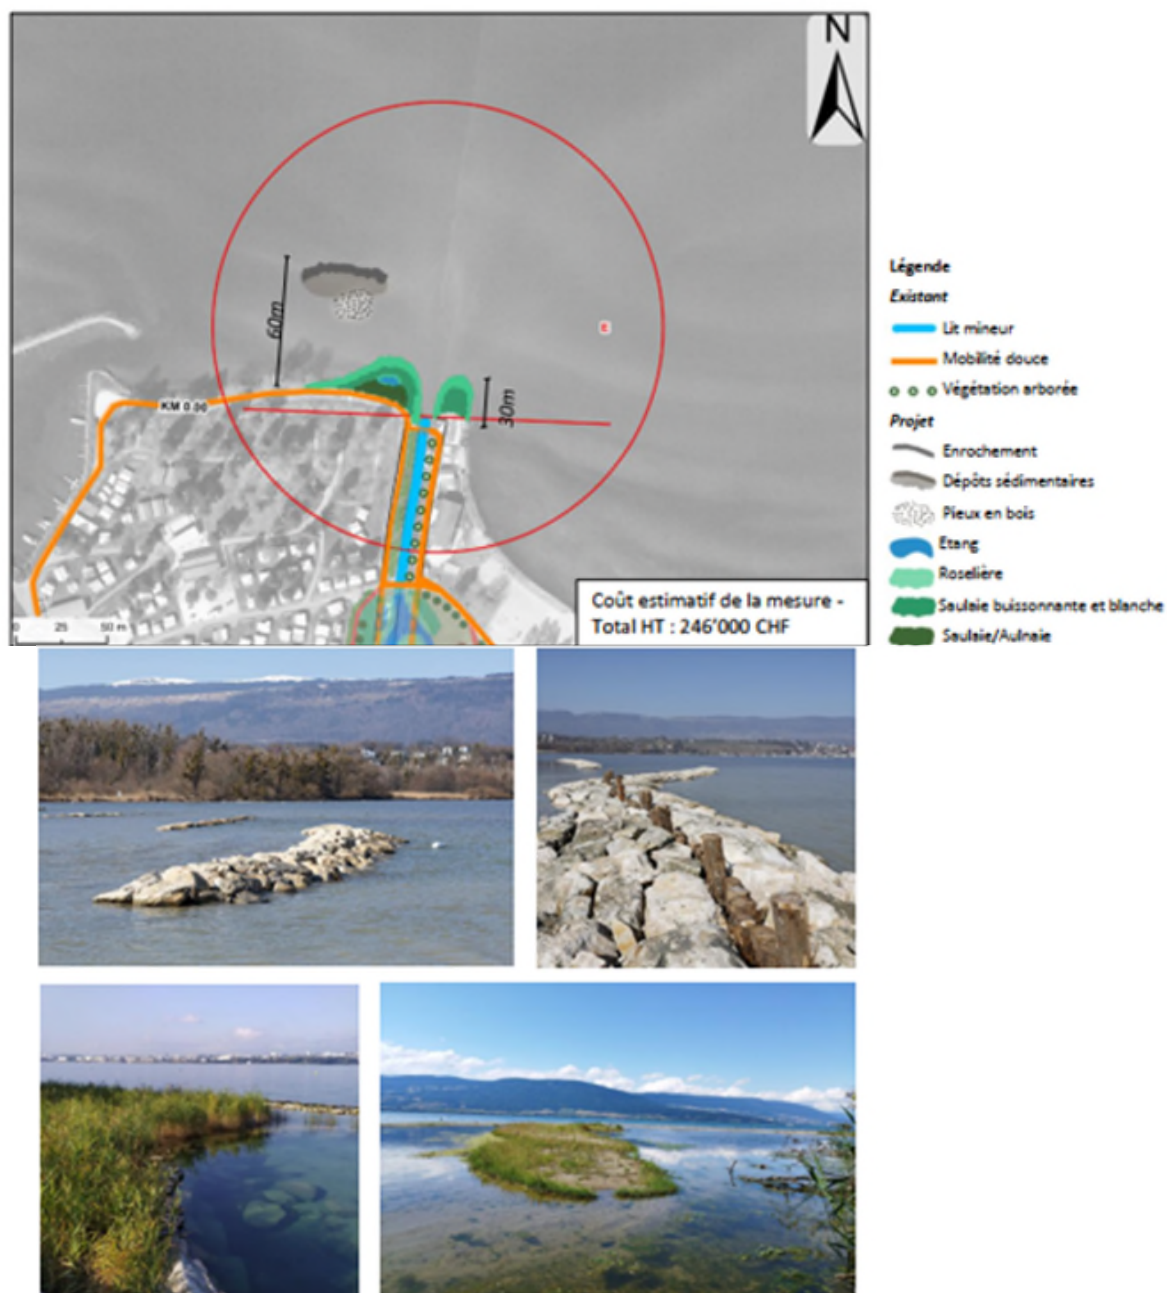 N
60m
E
30m
KM 0.00
0 25 50 m
Coût estimatif de la mesure -
Total HT : 246'000 CHF
Légende
Existant
Lit mineur
Mobilité douce
Végétation arborée
Projet
Enrochement
Dépôts sédimentaires
Pieux en bois
Etang
Roselière
Saulaie buissonnante et blanche
Saulaie/Aulnaie